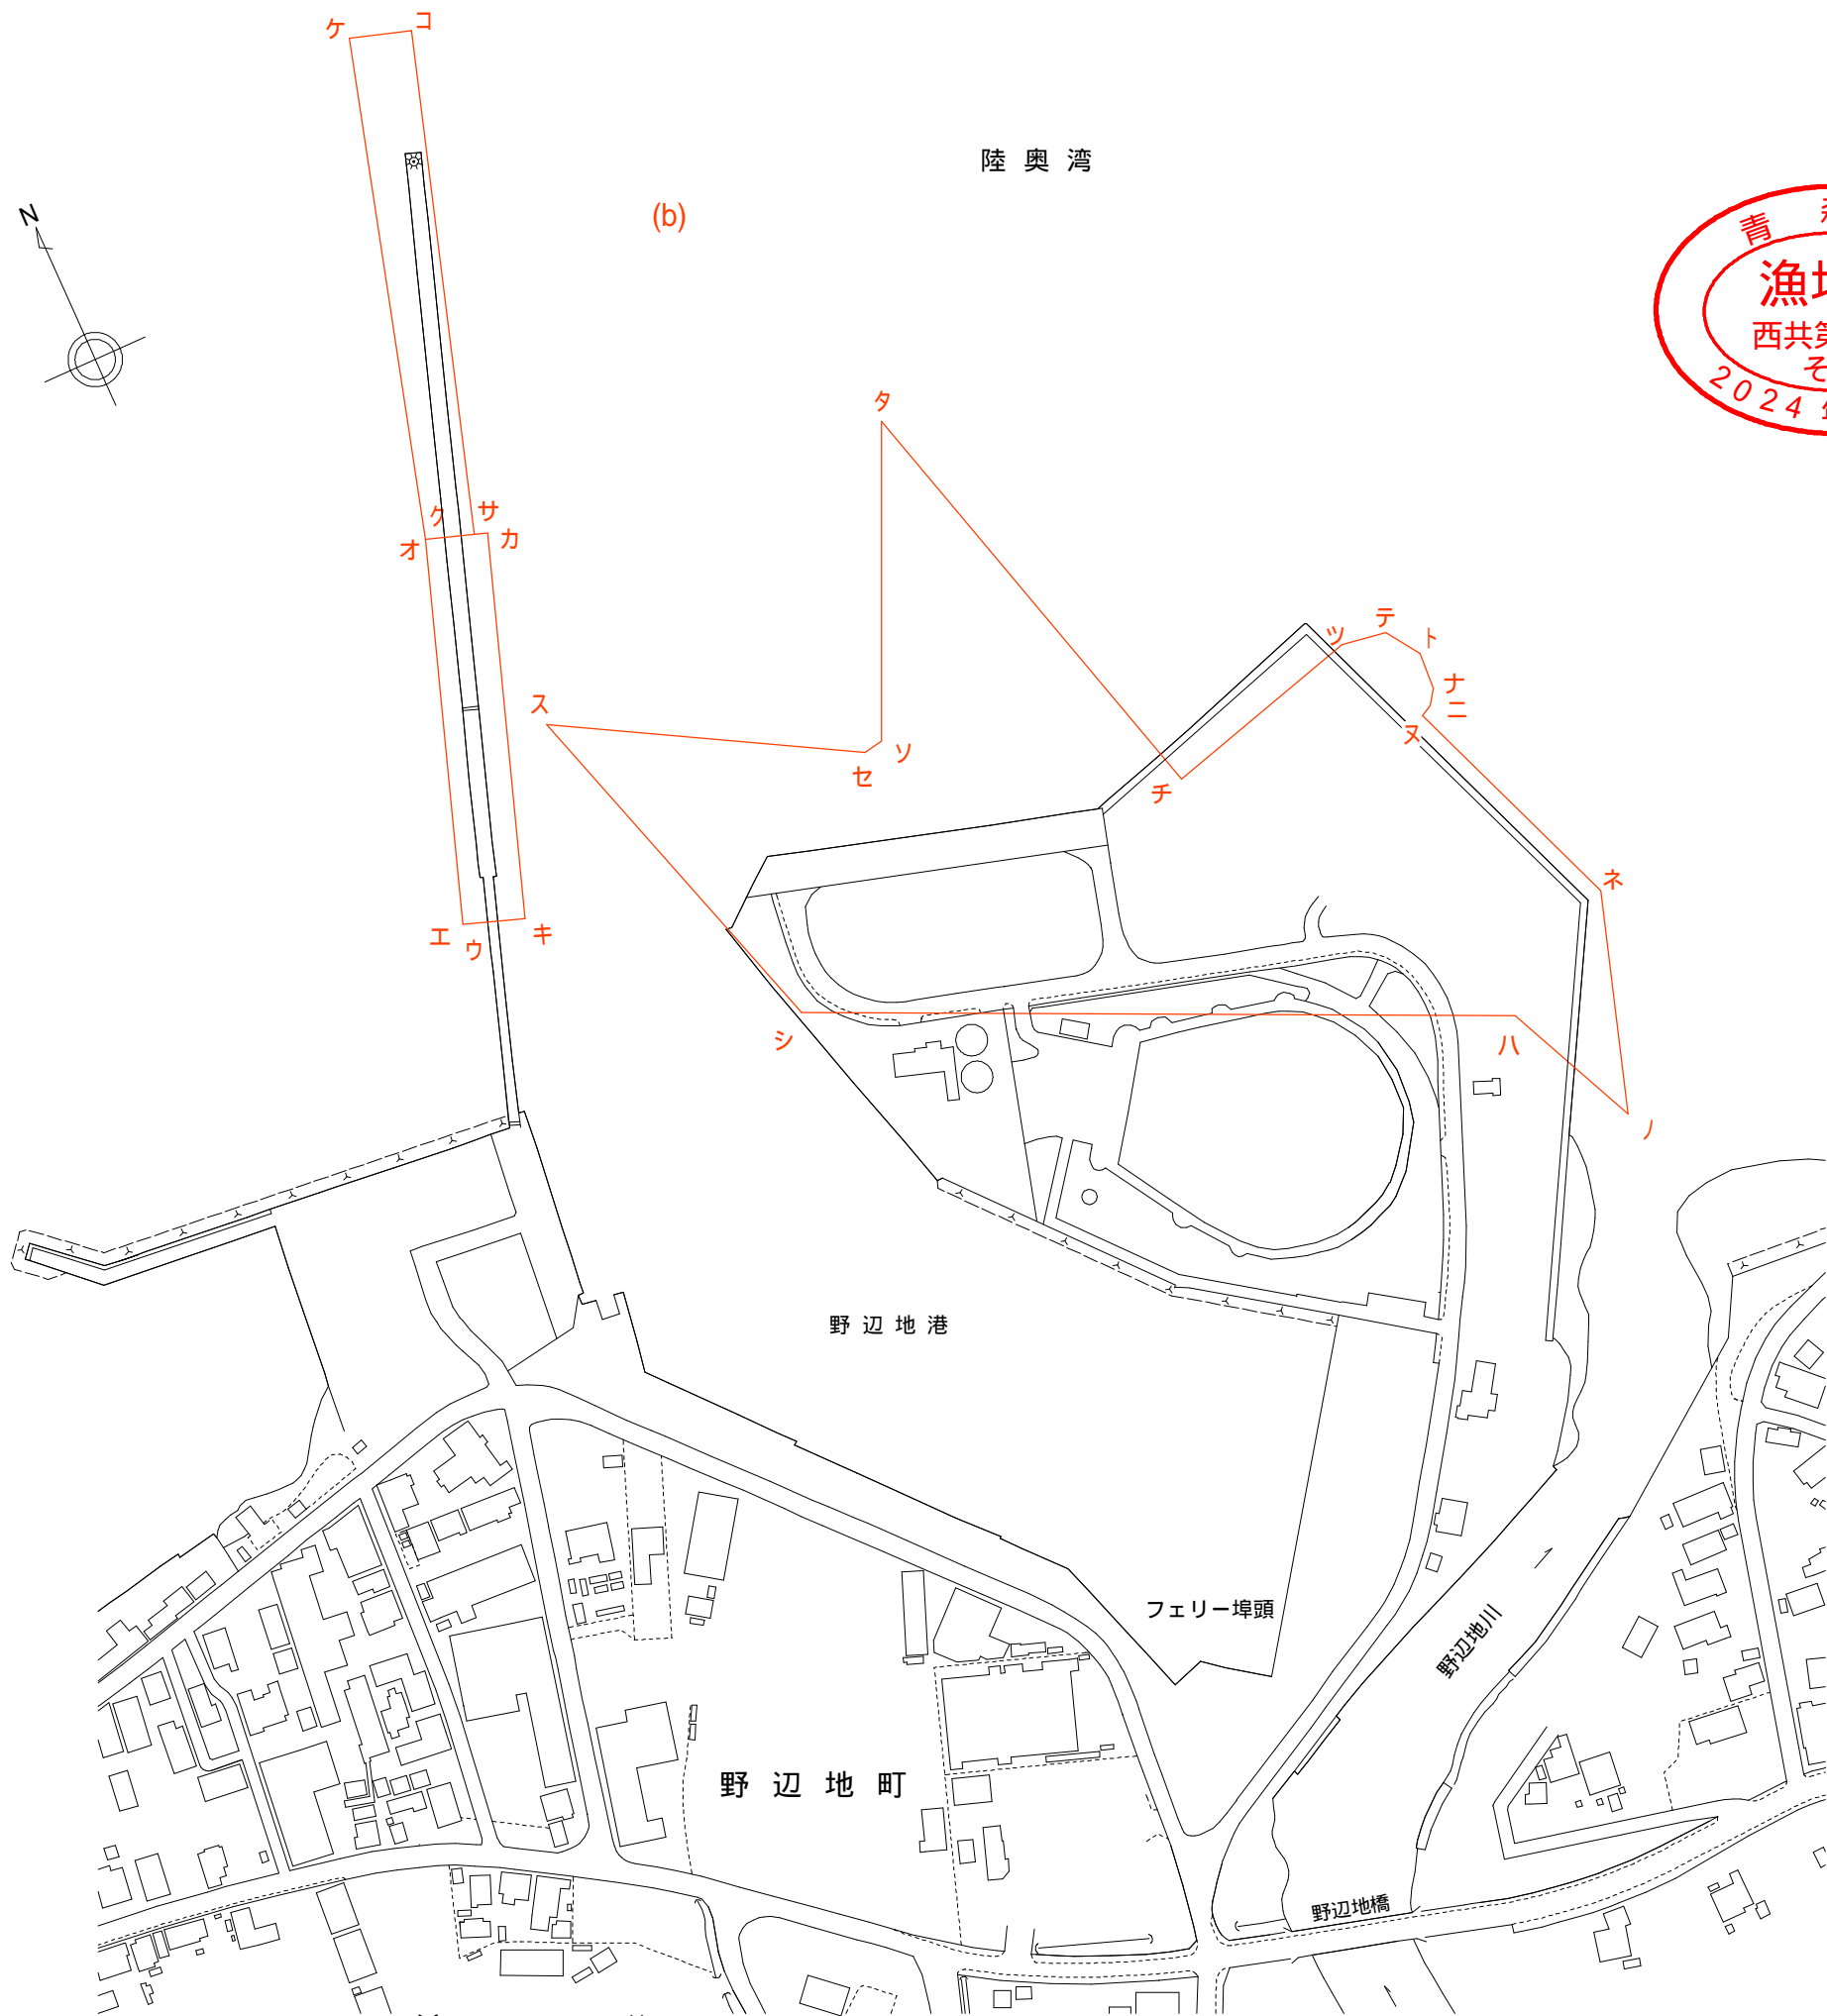 ケ
コ
陸奥湾
N
(b)
青
漁
西共第
そ
2024
タ
ク
サ
オ
カ
ス
セ
ソ
ツ
テ
ト
ナ
ニ
ヌ
チ
ネ
エ
ウ
キ
シ
ハ
ノ
野辺地港
フェリー埠頭
野辺地川
野辺地町
野辺地橋